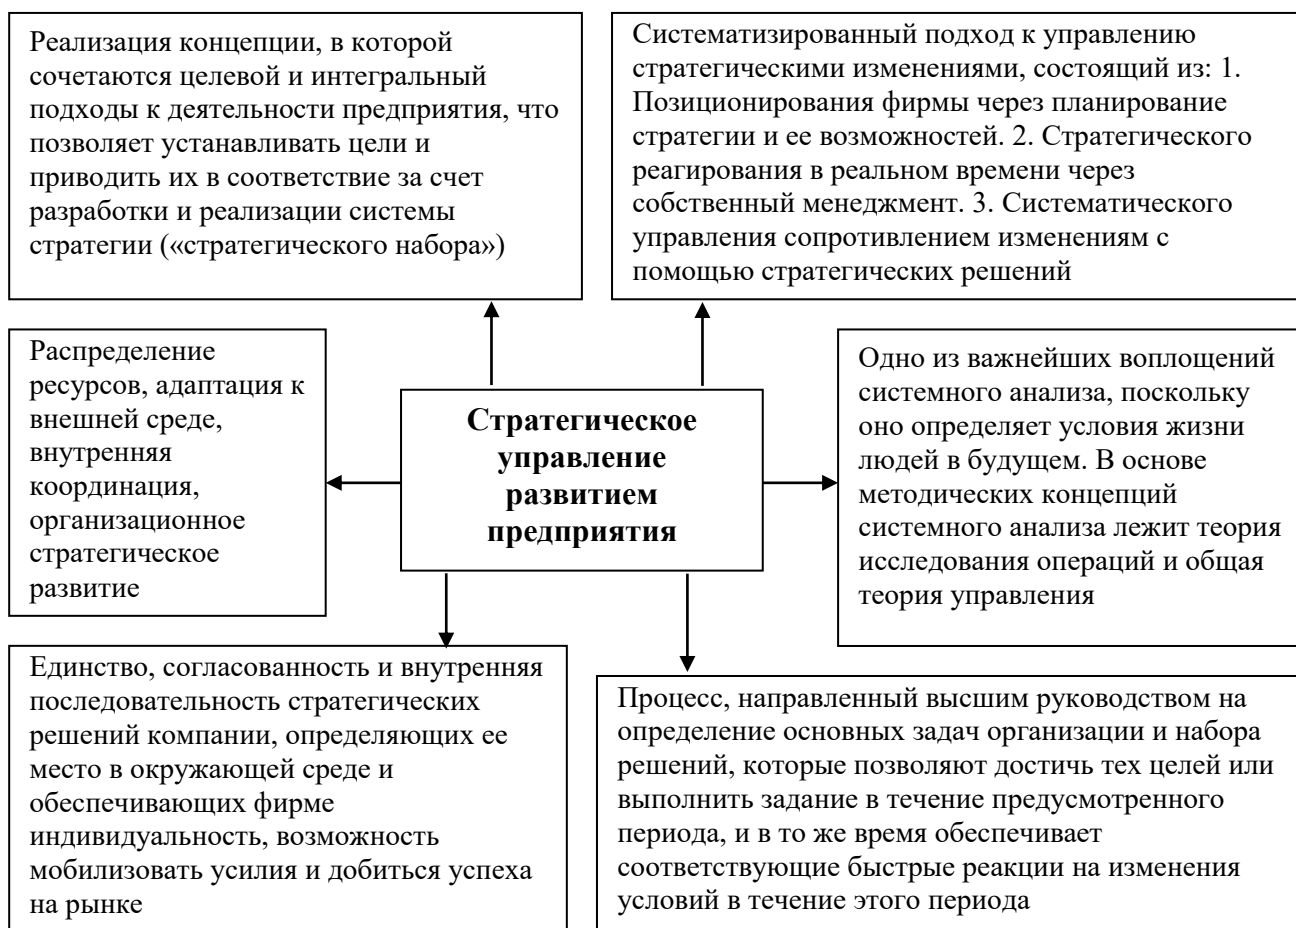 Реализация концепции, в которой
сочетаются целевой и интегральный
подходы к деятельности предприятия, что
позволяет устанавливать цели и
приводить их в соответствие за счет
разработки и реализации системы
стратегии («стратегического набора»)
Систематизированный подход к управлению
стратегическими изменениями, состоящий из: 1.
Позиционирования фирмы через планирование
стратегии и ее возможностей. 2. Стратегического
реагирования в реальном времени через
собственный менеджмент. 3. Систематического
управления сопротивлением изменениям с
помощью стратегических решений
Распределение
ресурсов, адаптация к
внешней среде,
внутренняя
координация,
организационное
стратегическое
развитие
Стратегическое
управление
развитием
предприятия
Одно из важнейших воплощений
системного анализа, поскольку
оно определяет условия жизни
людей в будущем. В основе
методических концепций
системного анализа лежит теория
исследования операций и общая
теория управления
Единство, согласованность и внутренняя
последовательность стратегических
решений компании, определяющих ее
место в окружающей среде и
обеспечивающих фирме
индивидуальность, возможность
мобилизовать усилия и добиться успеха
на рынке
Процесс, направленный высшим руководством на
определение основных задач организации и набора
решений, которые позволяют достичь тех целей или
выполнить задание в течение предусмотренного
периода, и в то же время обеспечивает
соответствующие быстрые реакции на изменения
условий в течение этого периода